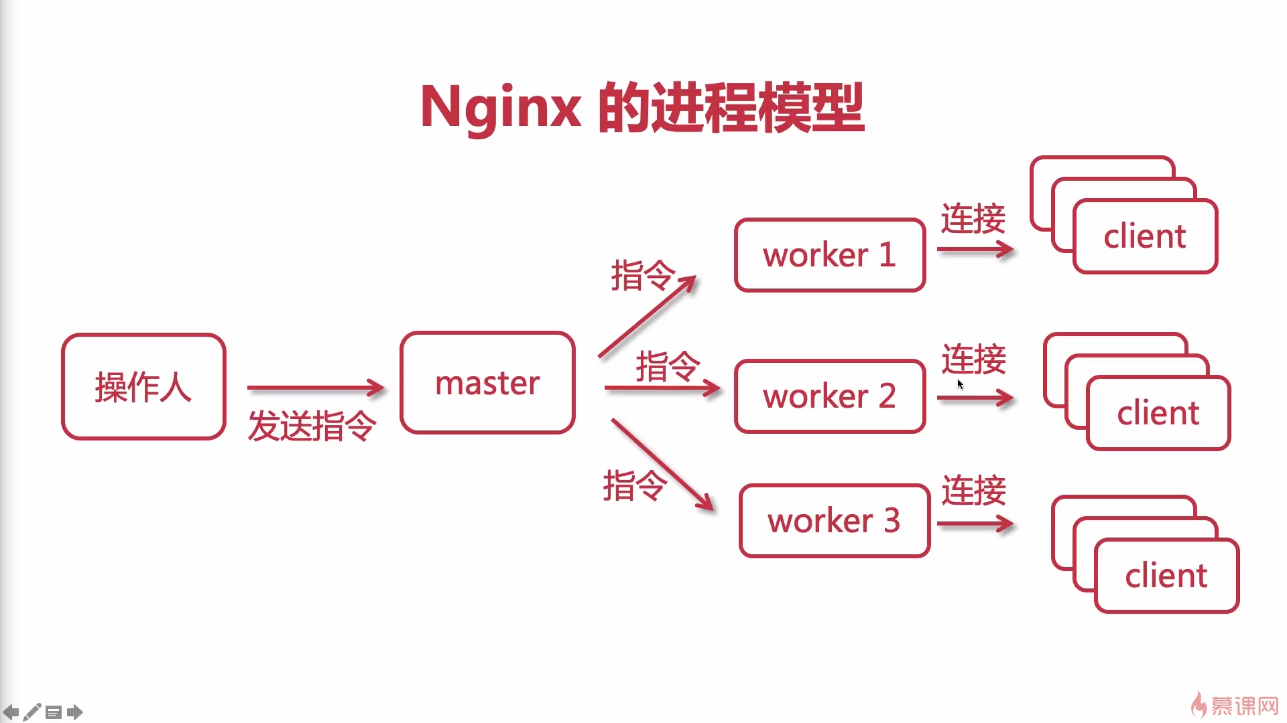 Nginx 的进程模型
操作人
发送指令
master
指令
指令
指令
worker 1
worker 2
worker 3
连接
连接
连接
client
client
client
慕课网